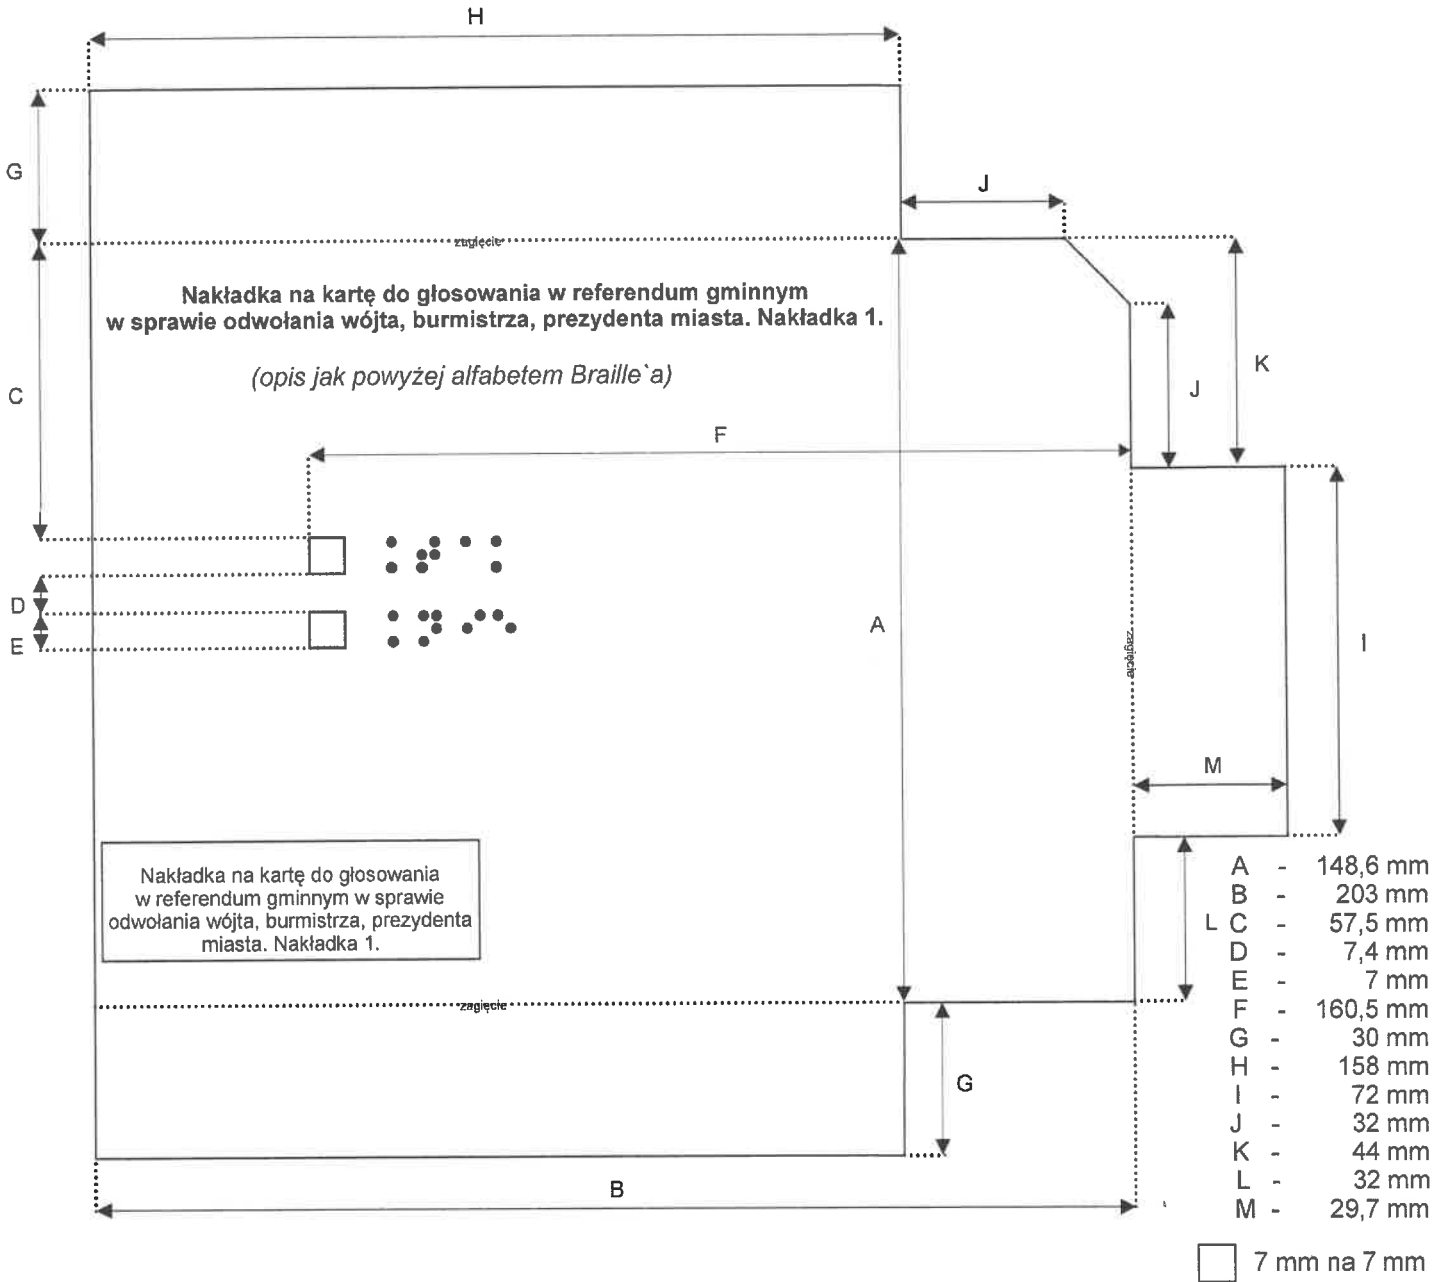 H
G
J
zagięcie
Nakładka na kartę do głosowania w referendum gminnym
w sprawie odwołania wójta, burmistrza, prezydenta miasta. Nakładka 1.
K
(opis jak powyżej alfabetem Braille`a)
C
J
F
D
A
E
zagięcie
I
M
Nakładka na kartę do głosowania
w referendum gminnym w sprawie
odwołania wójta, burmistrza, prezydenta
miasta. Nakładka 1.
L
zagięcie
G
B
A - 148,6 mm
B - 203 mm
C - 57,5 mm
D - 7,4 mm
E - 7 mm
F - 160,5 mm
G - 30 mm
H - 158 mm
I - 72 mm
J - 32 mm
K - 44 mm
L - 32 mm
M - 29,7 mm
7 mm na 7 mm